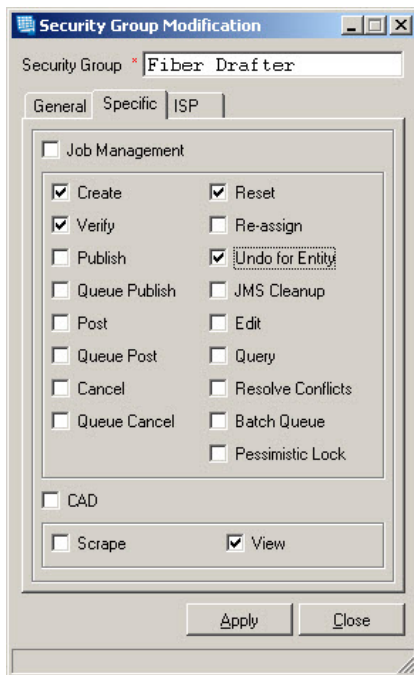 Security Group Modification
Security Group * Fiber Drafter
General Specific ISP
Job Management
Create Reset
Verify Re-assign
Publish Undo for Entity
Queue Publish JMS Cleanup
Post Edit
Queue Post Query
Cancel Resolve Conflicts
Queue Cancel Batch Queue
Pessimistic Lock
CAD
Scrape View
Apply Close